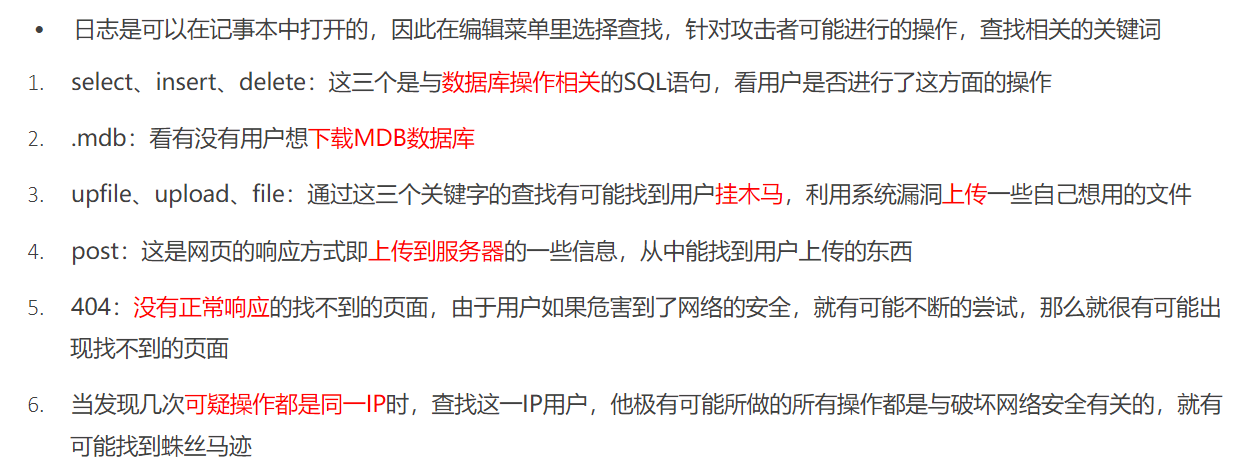 • 日志是可以在记事本中打开的，因此在编辑菜单里选择查找，针对攻击者可能进行的操作，查找相关的关键词
1. select、insert、delete：这三个是与数据库操作相关的SQL语句，看用户是否进行了这方面的操作
2. .mdb：看有没有用户想下载MDB数据库
3. upfile、upload、file：通过这三个关键字的查找有可能找到用户挂木马，利用系统漏洞上传一些自己想用的文件
4. post：这是网页的响应方式即上传到服务器的一些信息，从中能找到用户上传的东西
5. 404：没有正常响应的找不到的页面，由于用户如果危害到了网络的安全，就有可能不断的尝试，那么就很有可能出
现找不到的页面
6. 当发现几次可疑操作都是同一IP时，查找这一IP用户，他极有可能所做的所有操作都是与破坏网络安全有关的，就有
可能找到蛛丝马迹